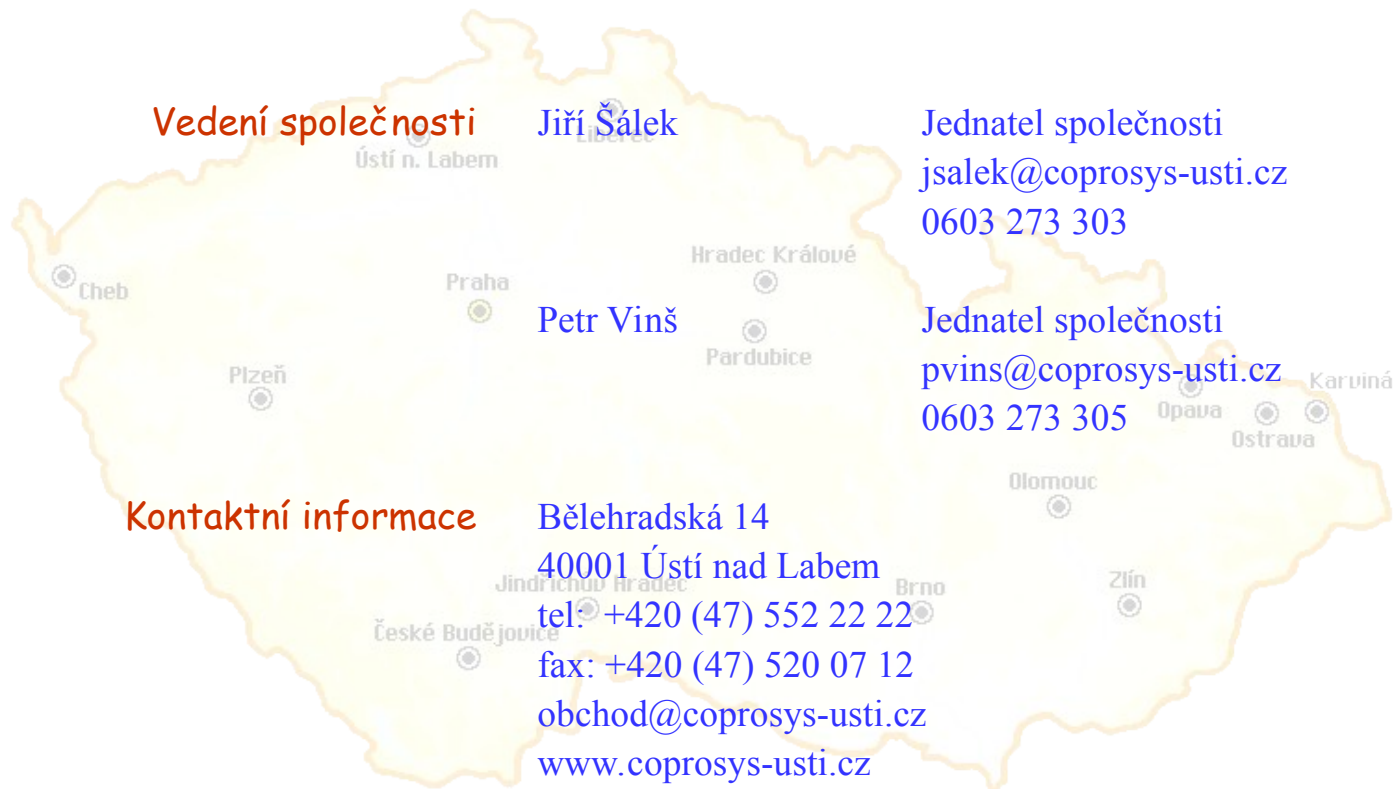 Vedení společnosti
Jiří Šálek
Jednatel společnosti
jsalek@coprosys-usti.cz
0603 273 303
Petr Vinš
Jednatel společnosti
pvins@coprosys-usti.cz
0603 273 305
Kontaktní informace
Bělehradská 14
40001 Ústí nad Labem
tel: +420 (47) 552 22 22
fax: +420 (47) 520 07 12
obchod@coprosys-usti.cz
www.coprosys-usti.cz
Ústí n. Labem
Liberec
Cheb
Praha
Hradec Králové
Pardubice
Plzeň
Karviná
Opava
Ostrava
Olomouc
Jindřichův Hradec
Brno
Zlín
České Budějovice